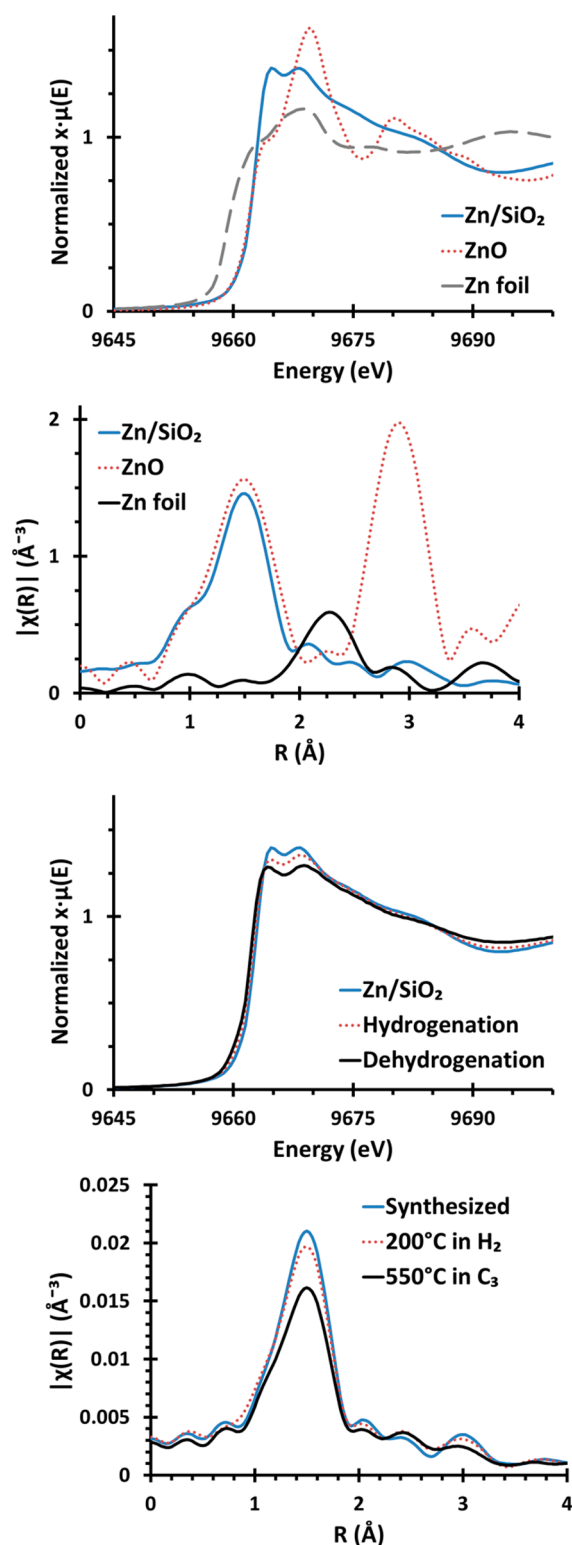 Normalized x·μ(E)
1
0
9645
9660
9675
9690
Energy (eV)
Zn/SiO₂
ZnO
Zn foil
|χ(R)| (Å⁻³)
2
1
0
0
1
2
3
4
R (Å)
Zn/SiO₂
ZnO
Zn foil
Normalized x·μ(E)
1
0
9645
9660
9675
9690
Energy (eV)
Zn/SiO₂
Hydrogenation
Dehydrogenation
|χ(R)| (Å⁻³)
0.025
0.02
0.015
0.01
0.005
0
0
1
2
3
4
R (Å)
Synthesized
200°C in H₂
550°C in C₃